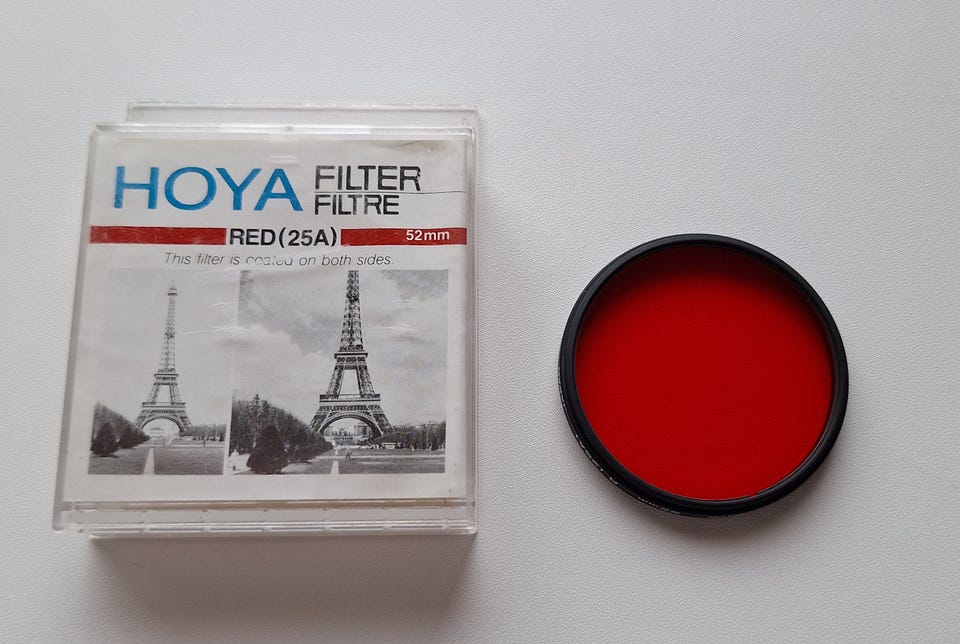 HOYA FILTER
FILTRE
RED(25A) 52mm
This filter is coated on both sides.